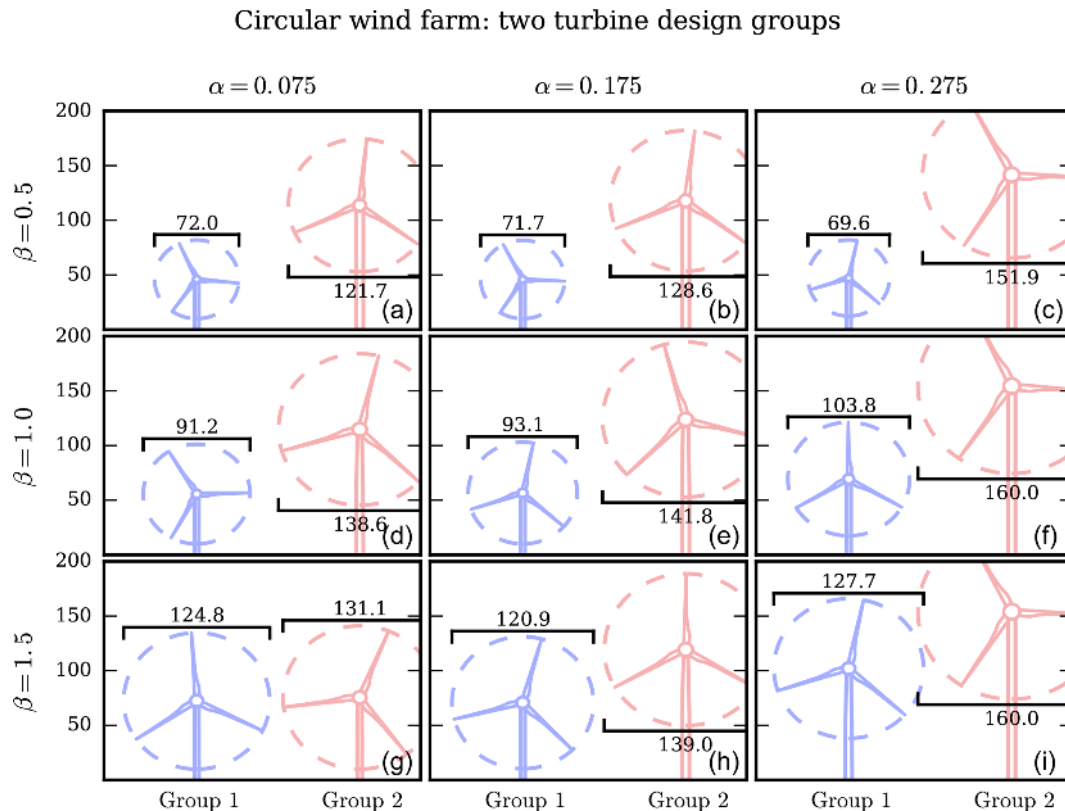 Circular wind farm: two turbine design groups
α = 0.075 α = 0.175 α = 0.275
β = 0.5
200
150
100
50
72.0
121.7
(a)
71.7
128.6
(b)
69.6
151.9
(c)
β = 1.0
200
150
100
50
91.2
138.6
(d)
93.1
141.8
(e)
103.8
160.0
(f)
β = 1.5
200
150
100
50
124.8
131.1
(g)
120.9
139.0
(h)
127.7
160.0
(i)
Group 1 Group 2 Group 1 Group 2 Group 1 Group 2